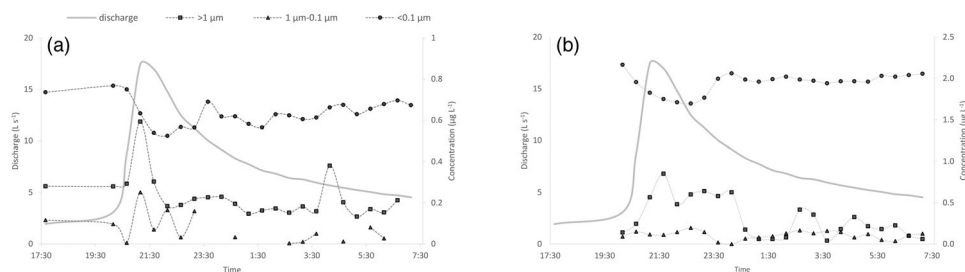 discharge >1 µm 1 µm-0.1 µm <0.1 µm
(a)
20
15
10
5
0
Discharge (L s⁻¹)
1
0.8
0.6
0.4
0.2
0
Concentration (µg L⁻¹)
17:30 19:30 21:30 23:30 1:30 3:30 5:30 7:30
Time
(b)
20
15
10
5
0
Discharge (L s⁻¹)
2.5
2.0
1.5
1.0
0.5
0.0
Concentration (µg L⁻¹)
17:30 19:30 21:30 23:30 1:30 3:30 5:30 7:30
Time